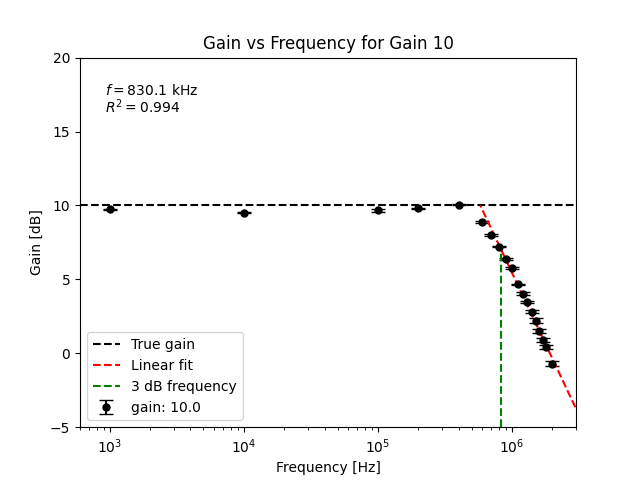 Gain vs Frequency for Gain 10
f = 830.1 kHz
R² = 0.994
20
15
10
5
0
−5
Gain [dB]
True gain
Linear fit
3 dB frequency
gain: 10.0
10³ 10⁴ 10⁵ 10⁶
Frequency [Hz]